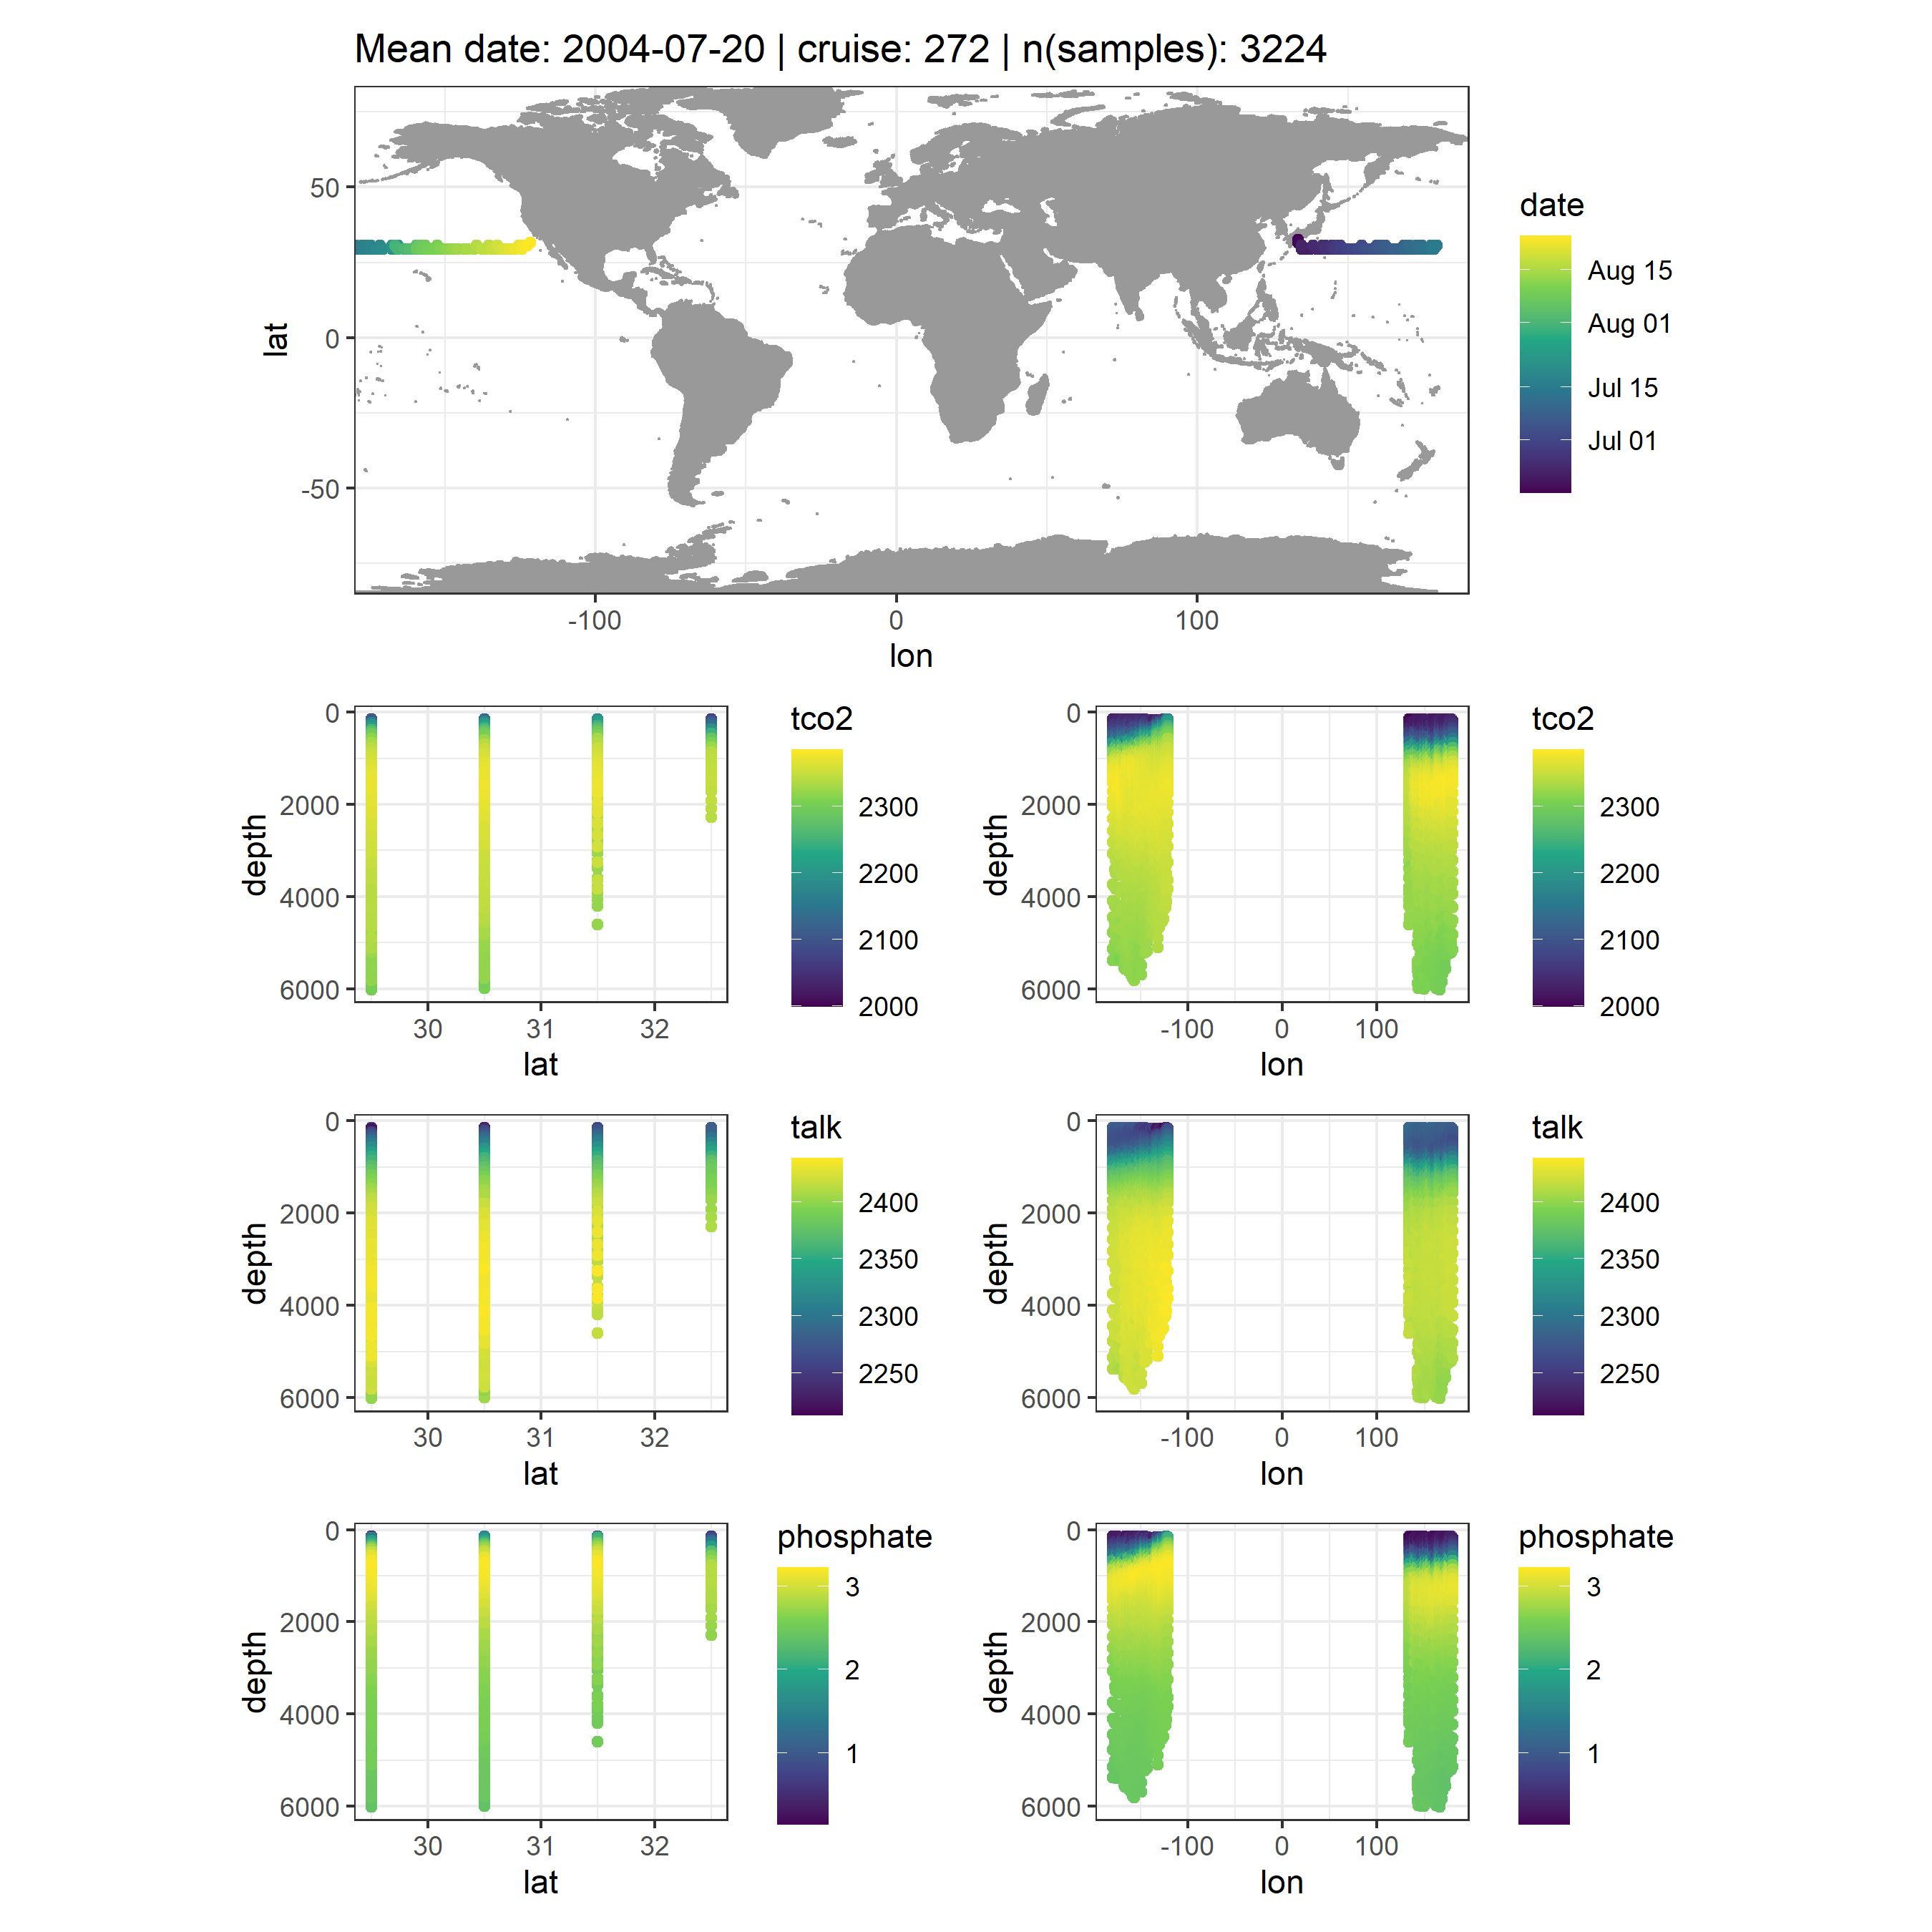 Mean date: 2004-07-20 | cruise: 272 | n(samples): 3224
lat
50
0
-50
-100
0
100
lon
date
Aug 15
Aug 01
Jul 15
Jul 01
depth
0
2000
4000
6000
30
31
32
lat
tco2
2300
2200
2100
2000
depth
0
2000
4000
6000
-100
0
100
lon
tco2
2300
2200
2100
2000
depth
0
2000
4000
6000
30
31
32
lat
talk
2400
2350
2300
2250
depth
0
2000
4000
6000
-100
0
100
lon
talk
2400
2350
2300
2250
depth
0
2000
4000
6000
30
31
32
lat
phosphate
3
2
1
depth
0
2000
4000
6000
-100
0
100
lon
phosphate
3
2
1